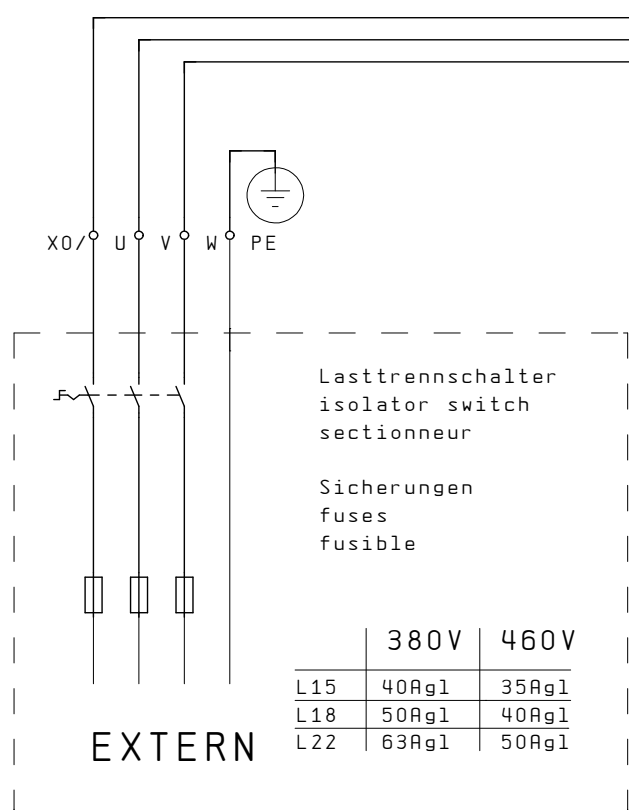 X0/ U V W PE
Lasttrennschalter
isolator switch
sectionneur
Sicherungen
fuses
fusible
380V 460V
L15 40Agl 35Agl
L18 50Agl 40Agl
L22 63Agl 50Agl
EXTERN